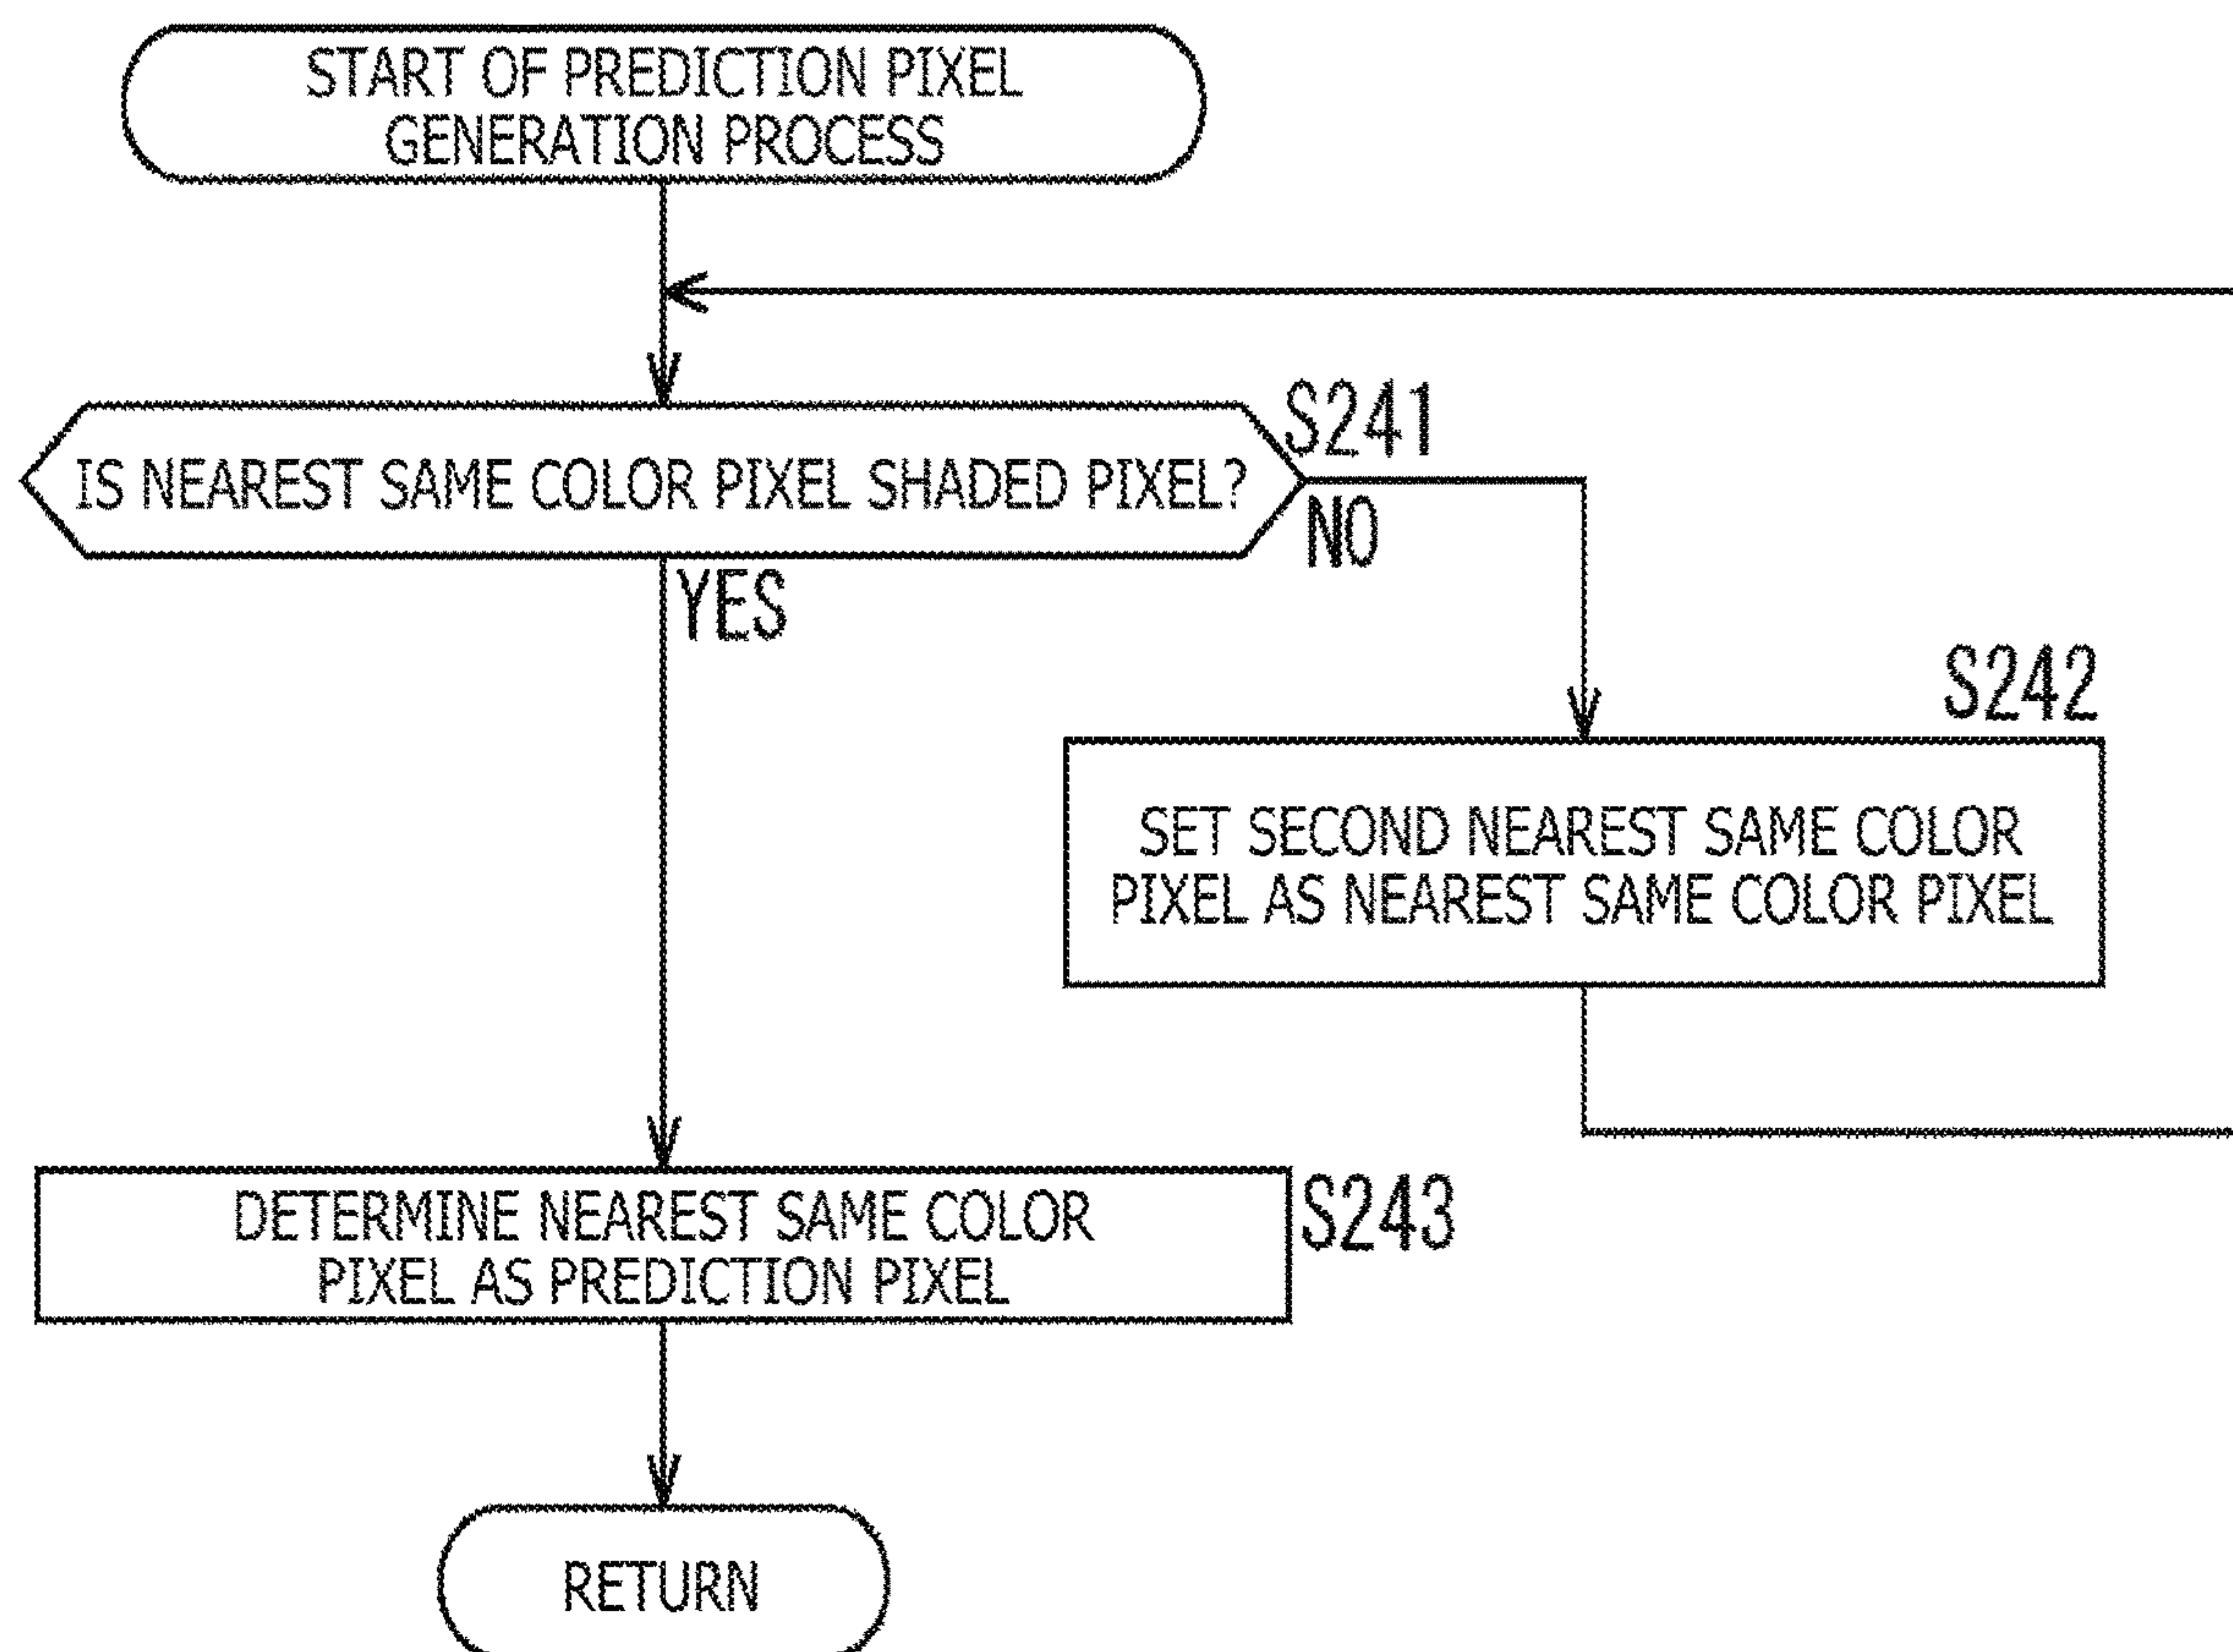 START OF PREDICTION PIXEL
GENERATION PROCESS
S241
IS NEAREST SAME COLOR PIXEL SHADED PIXEL?
NO
YES
S242
SET SECOND NEAREST SAME COLOR
PIXEL AS NEAREST SAME COLOR PIXEL
DETERMINE NEAREST SAME COLOR
PIXEL AS PREDICTION PIXEL
S243
RETURN